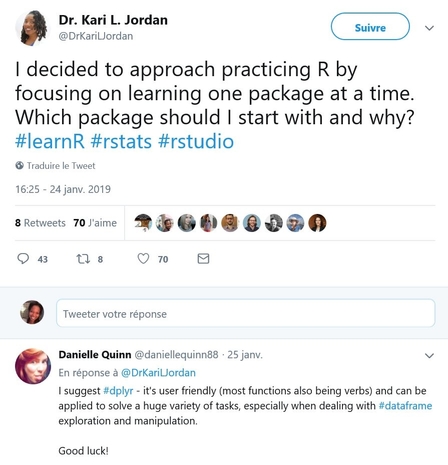 Dr. Kari L. Jordan
@DrKariLJordan
Suivre
I decided to approach practicing R by
focusing on learning one package at a time.
Which package should I start with and why?
#learnR #rstats #rstudio
Traduire le Tweet
16:25 - 24 janv. 2019
8 Retweets 70 J'aime
43 8 70
Tweeter votre réponse
Danielle Quinn @daniellequinn88 · 25 janv.
En réponse à @DrKariLJordan
I suggest #dplyr - it's user friendly (most functions also being verbs) and can be
applied to solve a huge variety of tasks, especially when dealing with #dataframe
exploration and manipulation.
Good luck!